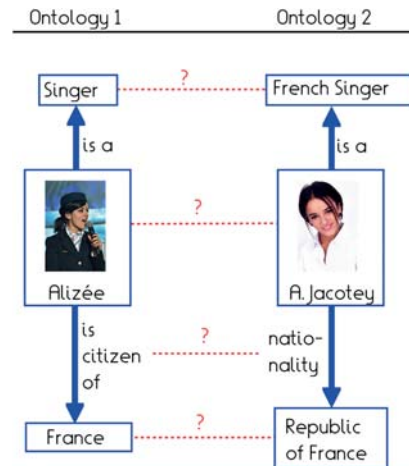 Ontology 1 Ontology 2
Singer ? French Singer
is a is a
?
Alizée A. Jacotey
is
citizen
of
?
natio-
nality
France ? Republic
of France